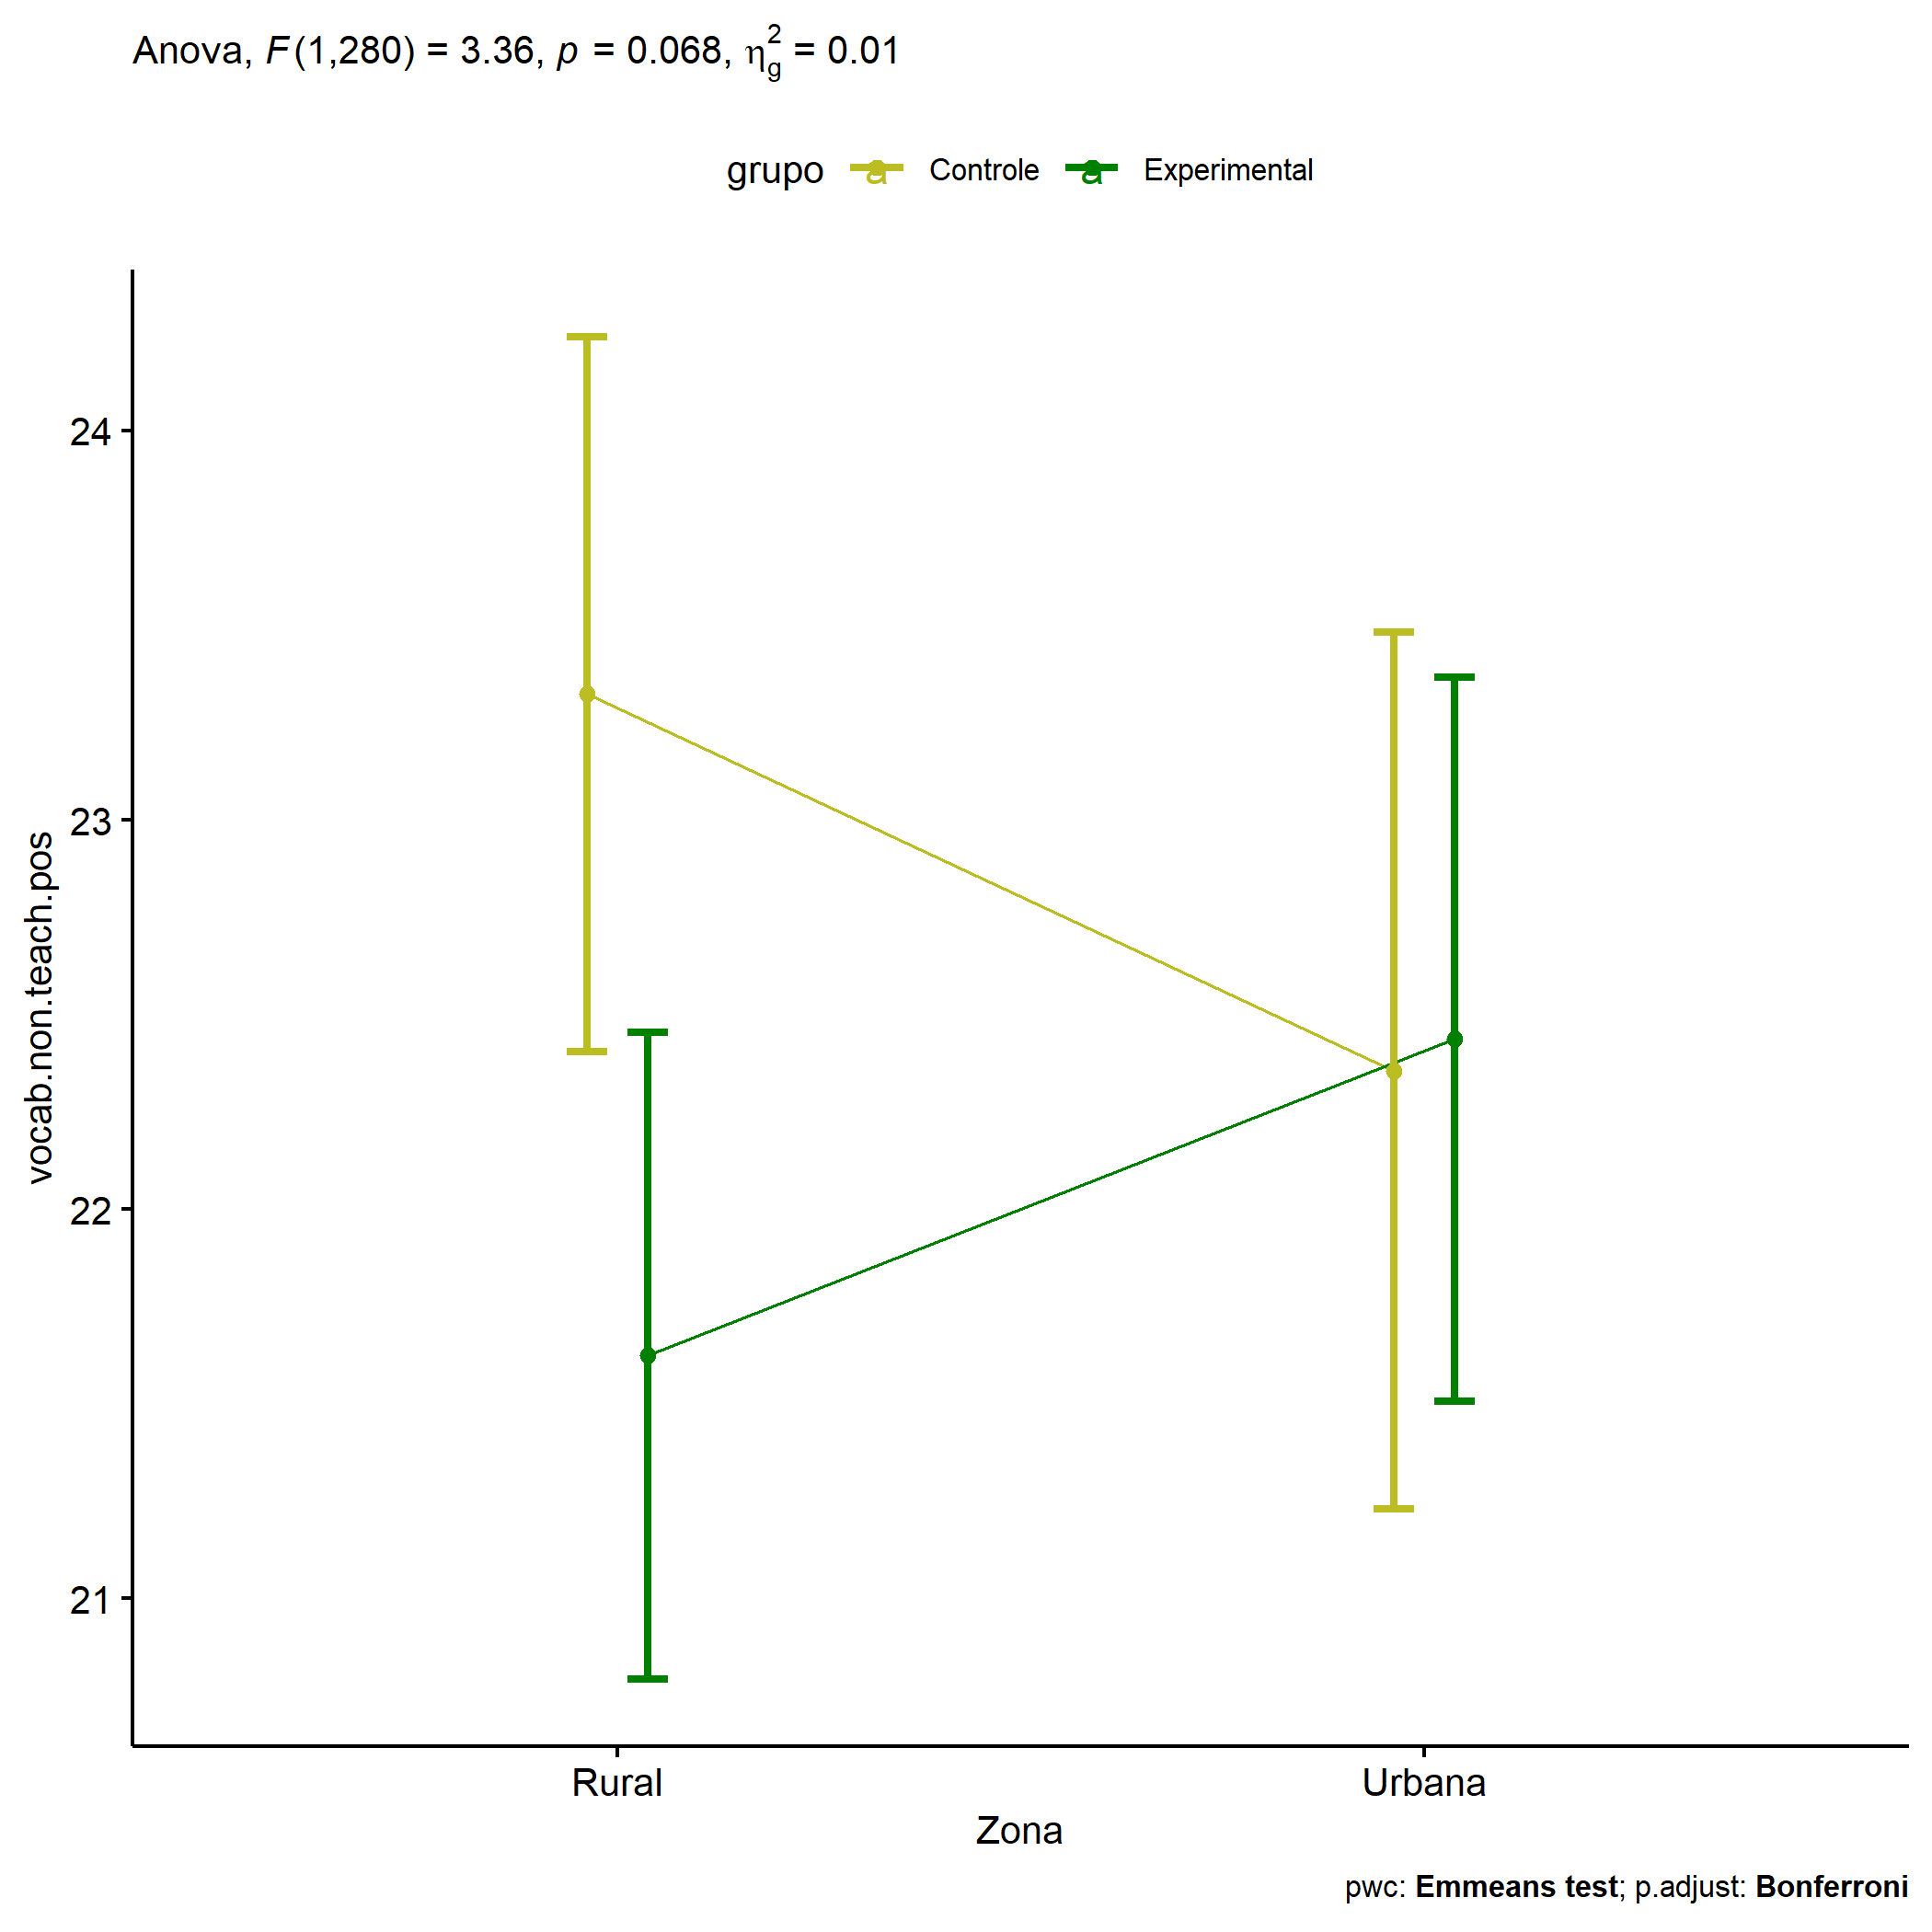 Anova, F(1,280) = 3.36, p = 0.068, η²g = 0.01
grupo a Controle a Experimental
24
23
22
21
vocab.non.teach.pos
Rural Urbana
Zona
pwc: Emmeans test; p.adjust: Bonferroni